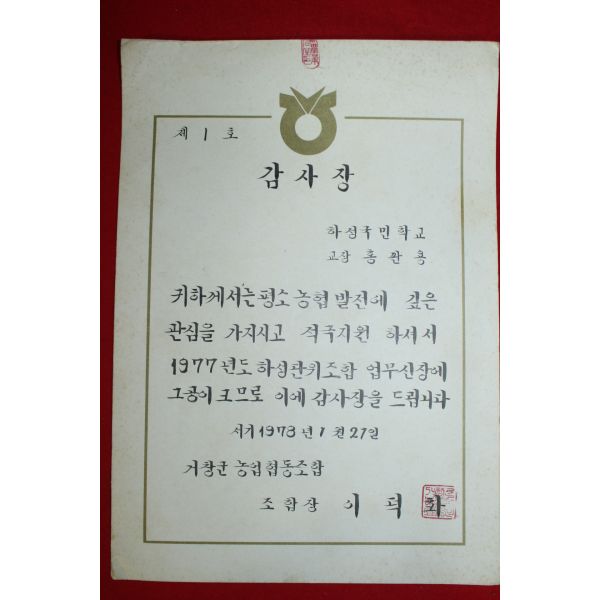 제 1 호
감사장
하성국민학교
교장 홍완용
귀하게서는 평소 농협 발전에 깊은
관심을 가지시고 적극지원 하셔서
1977년도 하성단위조합 업무신장에
그공이 크므로 이에 감사장을 드립니다
서기 1978년 1월 27일
거창군 농업협동조합
조합장 이덕화